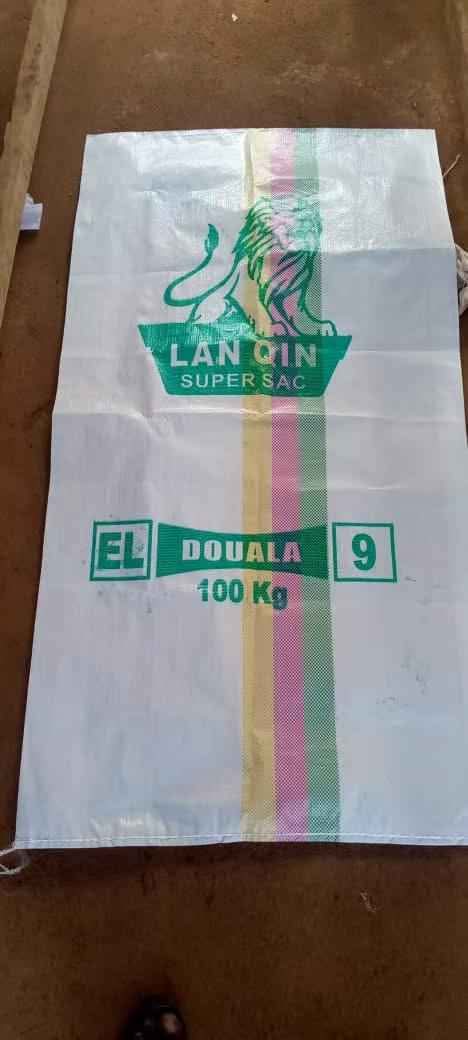 LAN QIN
SUPER SAC
EL DOUALA 9
100 Kg